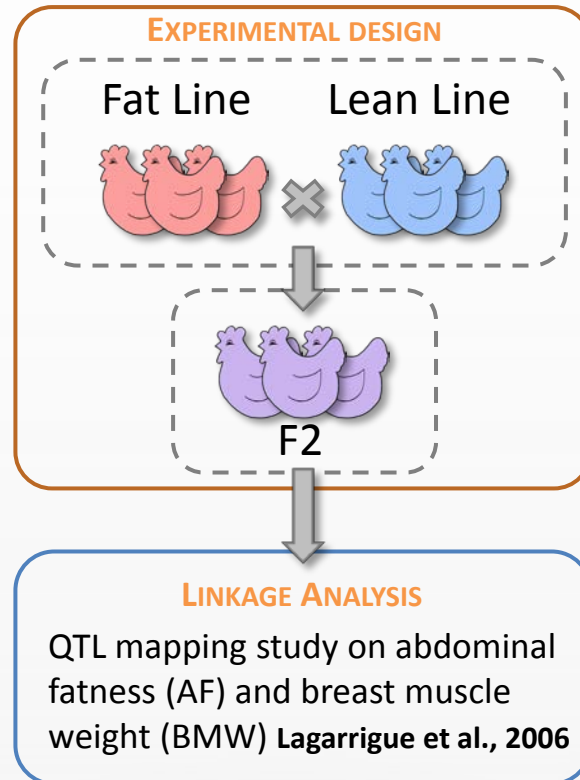 EXPERIMENTAL DESIGN
Fat Line Lean Line
F2
LINKAGE ANALYSIS
QTL mapping study on abdominal
fatness (AF) and breast muscle
weight (BMW) Lagarrigue et al., 2006